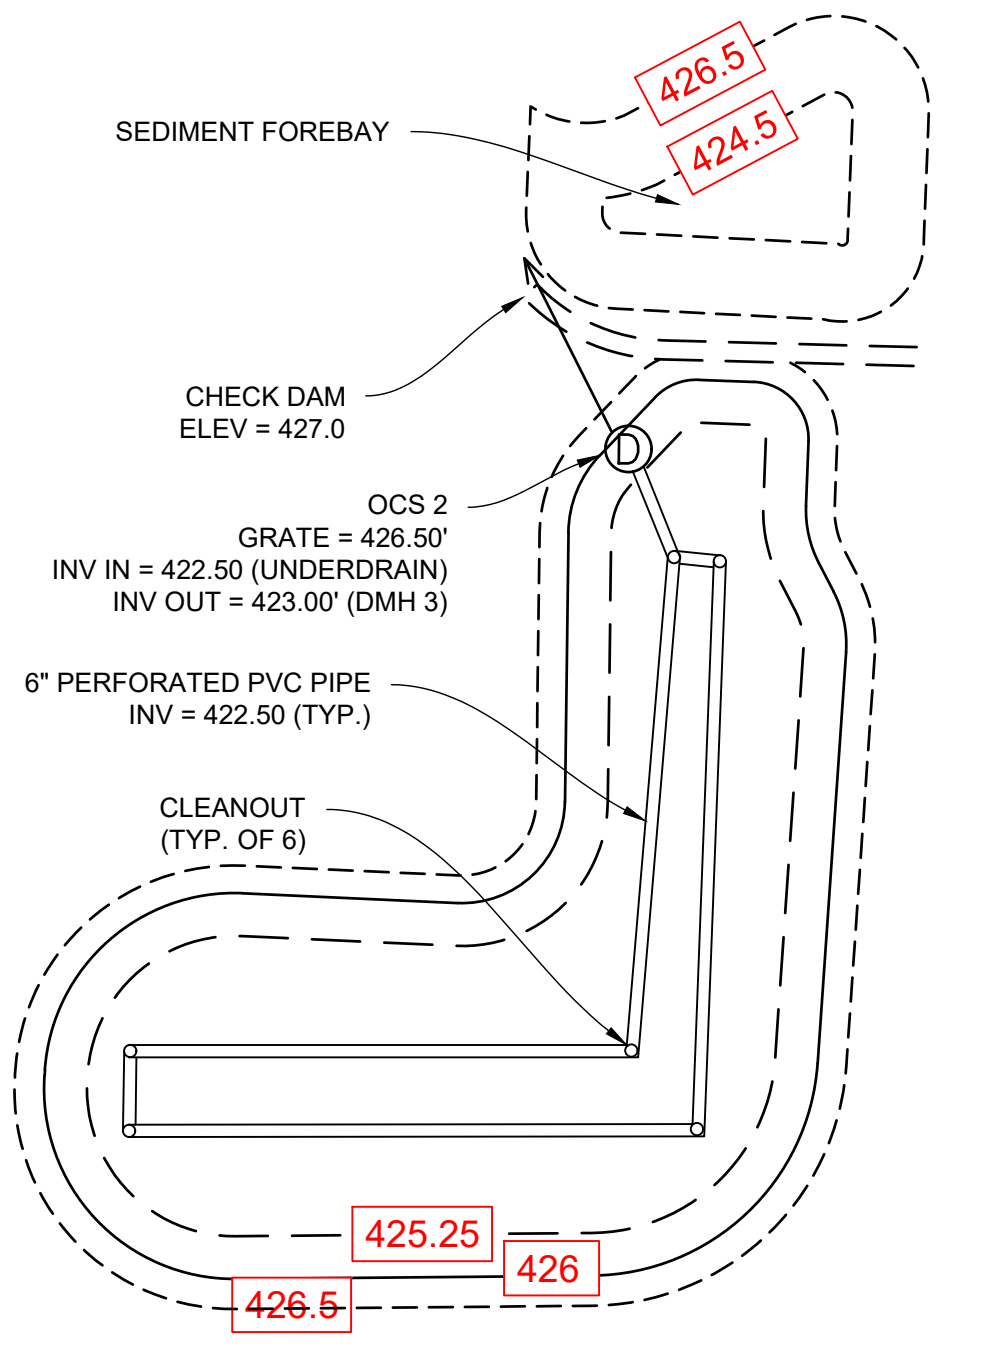 426.5
424.5
SEDIMENT FOREBAY
CHECK DAM
ELEV = 427.0
D
OCS 2
GRATE = 426.50'
INV IN = 422.50 (UNDERDRAIN)
INV OUT = 423.00' (DMH 3)
6" PERFORATED PVC PIPE
INV = 422.50 (TYP.)
CLEANOUT
(TYP. OF 6)
425.25
426
426.5